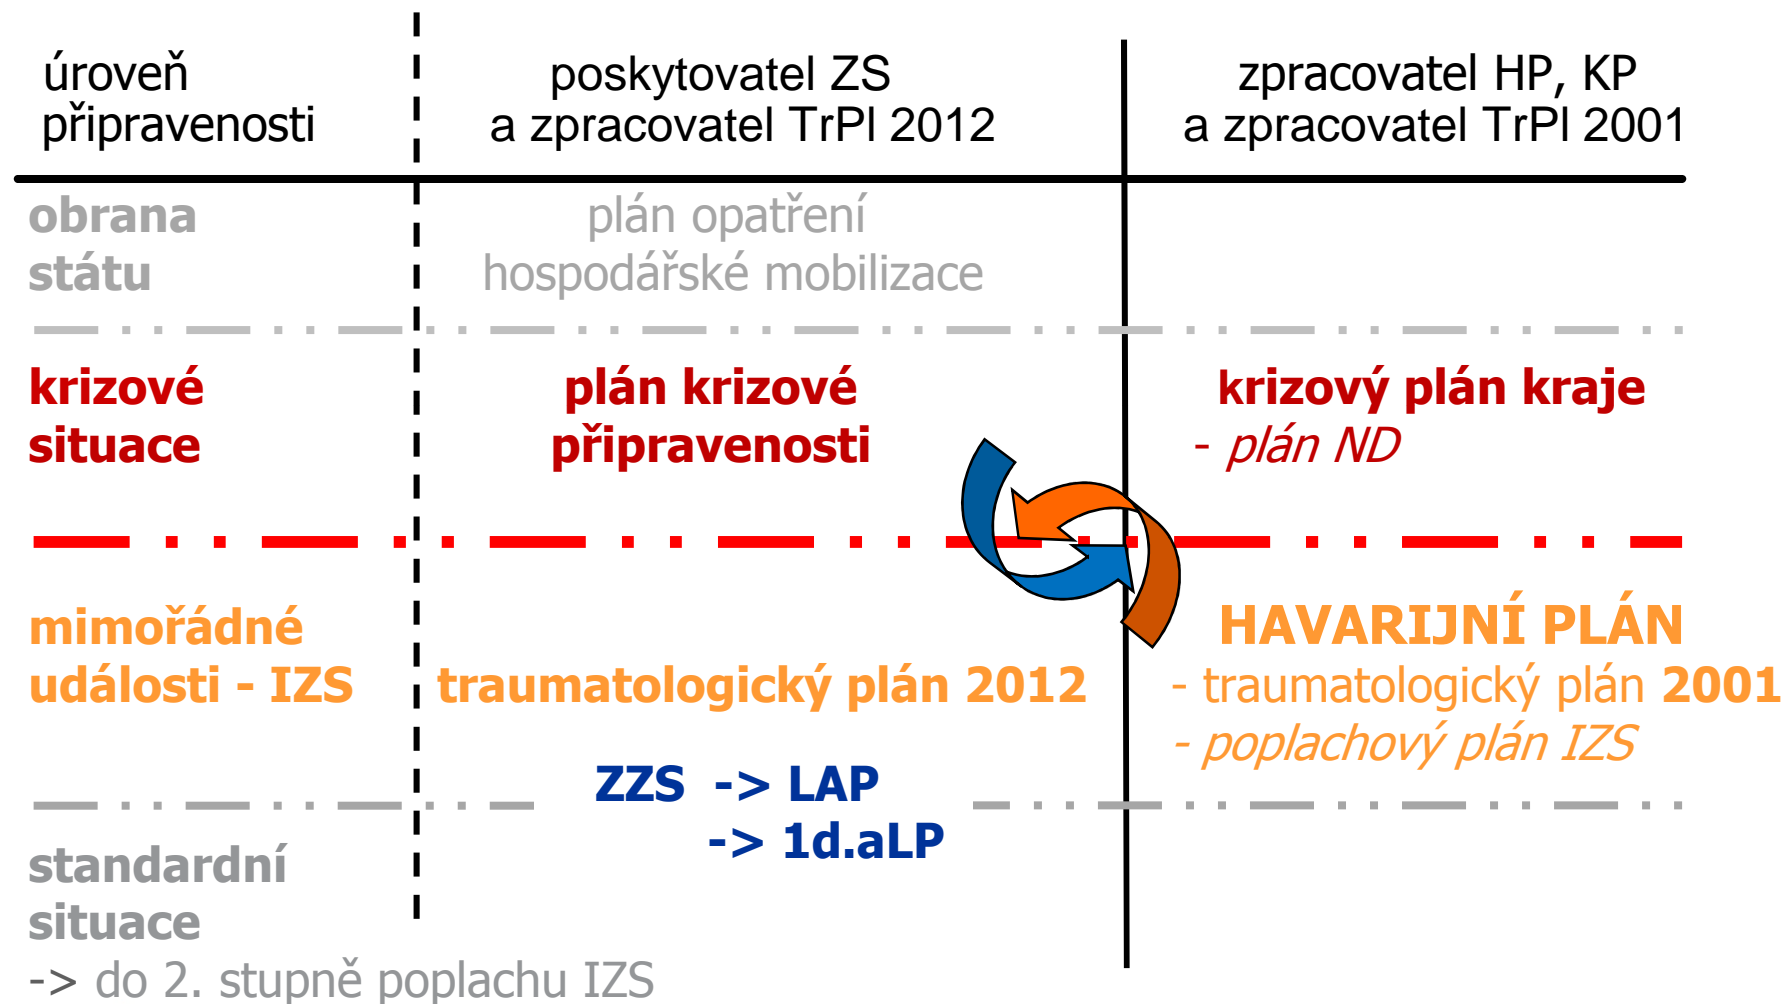 úroveň
připravenosti
poskytovatel ZS
a zpracovatel TrPl 2012
zpracovatel HP, KP
a zpracovatel TrPl 2001
obrana
státu
plán opatření
hospodářské mobilizace
krizové
situace
plán krizové
připravenosti
krizový plán kraje
- plán ND
mimořádné
události - IZS
traumatologický plán 2012
HAVARIJNÍ PLÁN
- traumatologický plán 2001
- poplachový plán IZS
ZZS -> LAP
-> 1d.aLP
standardní
situace
-> do 2. stupně poplachu IZS